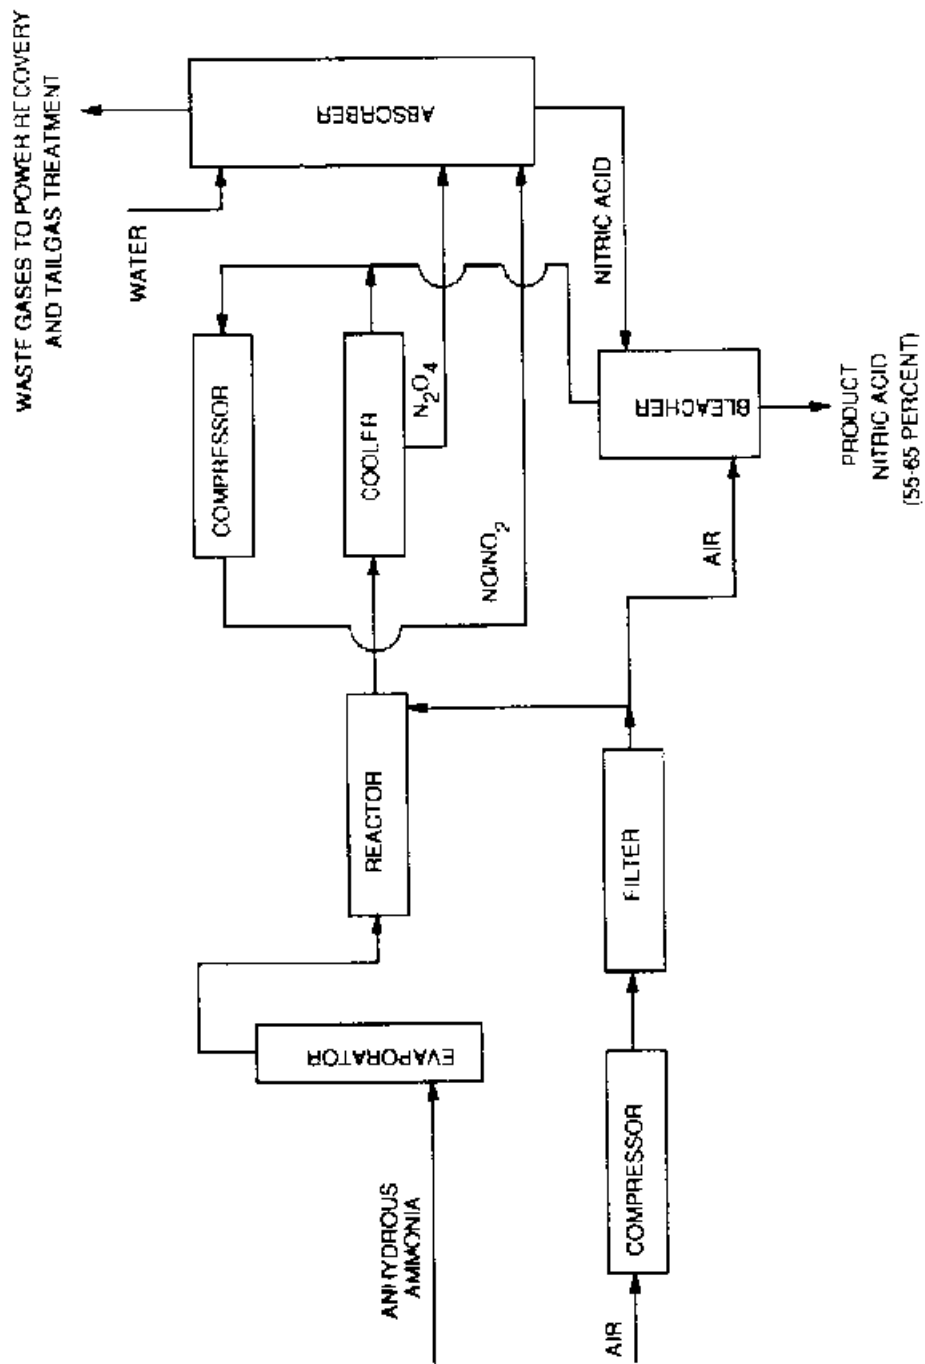 WASTE GASES TO POWER RECOVERY
AND TAILGAS TREATMENT
WATER
ABSORBER
COMPRESSOR
COOLER
N2O4
NO/NO2
NITRIC ACID
BLEACHER
AIR
PRODUCT
NITRIC ACID
(55-65 PERCENT)
REACTOR
FILTER
EVAPORATOR
COMPRESSOR
ANHYDROUS
AMMONIA
AIR